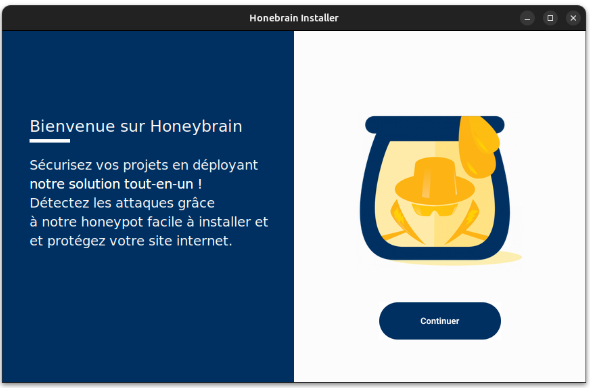 Honebrain Installer
Bienvenue sur Honeybrain
Sécurisez vos projets en déployant
notre solution tout-en-un !
Détectez les attaques grâce
à notre honeypot facile à installer et
et protégez votre site internet.
Continuer